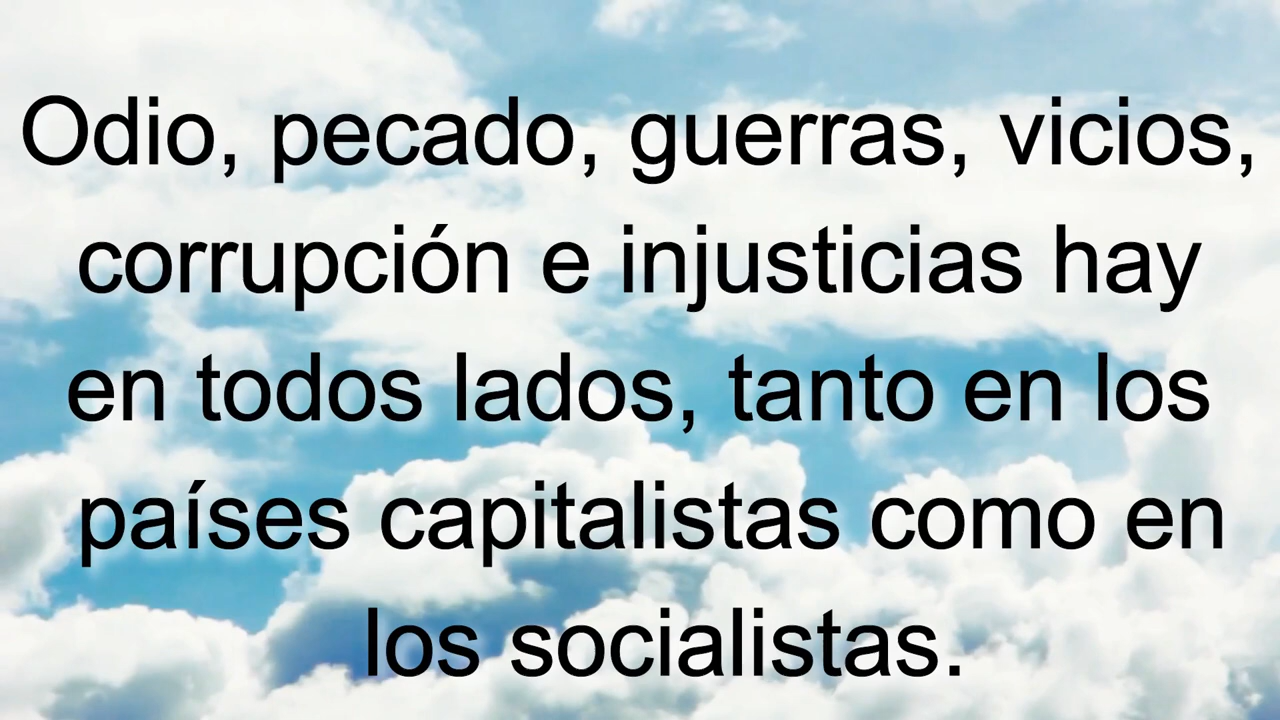 Odio, pecado, guerras, vicios,
corrupción e injusticias hay
en todos lados, tanto en los
países capitalistas como en
los socialistas.